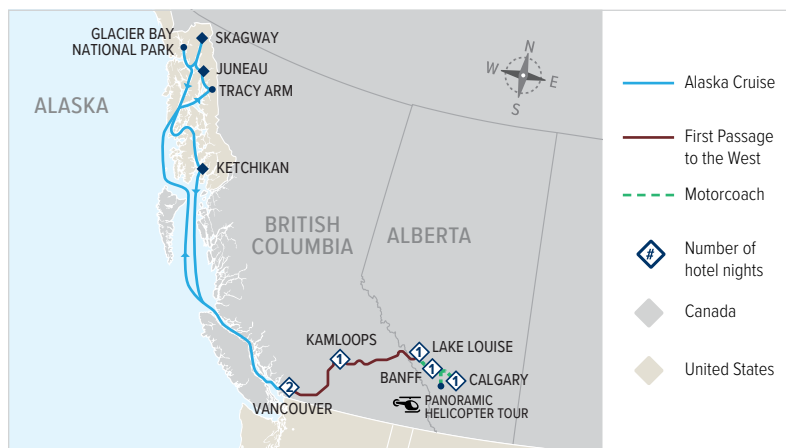 GLACIER BAY
NATIONAL PARK
SKAGWAY
JUNEAU
TRACY ARM
ALASKA
KETCHIKAN
BRITISH
COLUMBIA
ALBERTA
KAMLOOPS
1
1
LAKE LOUISE
BANFF
1
1
CALGARY
2
VANCOUVER
PANORAMIC
HELICOPTER TOUR
N
W
E
S
Alaska Cruise
First Passage
to the West
Motorcoach
#
Number of
hotel nights
Canada
United States